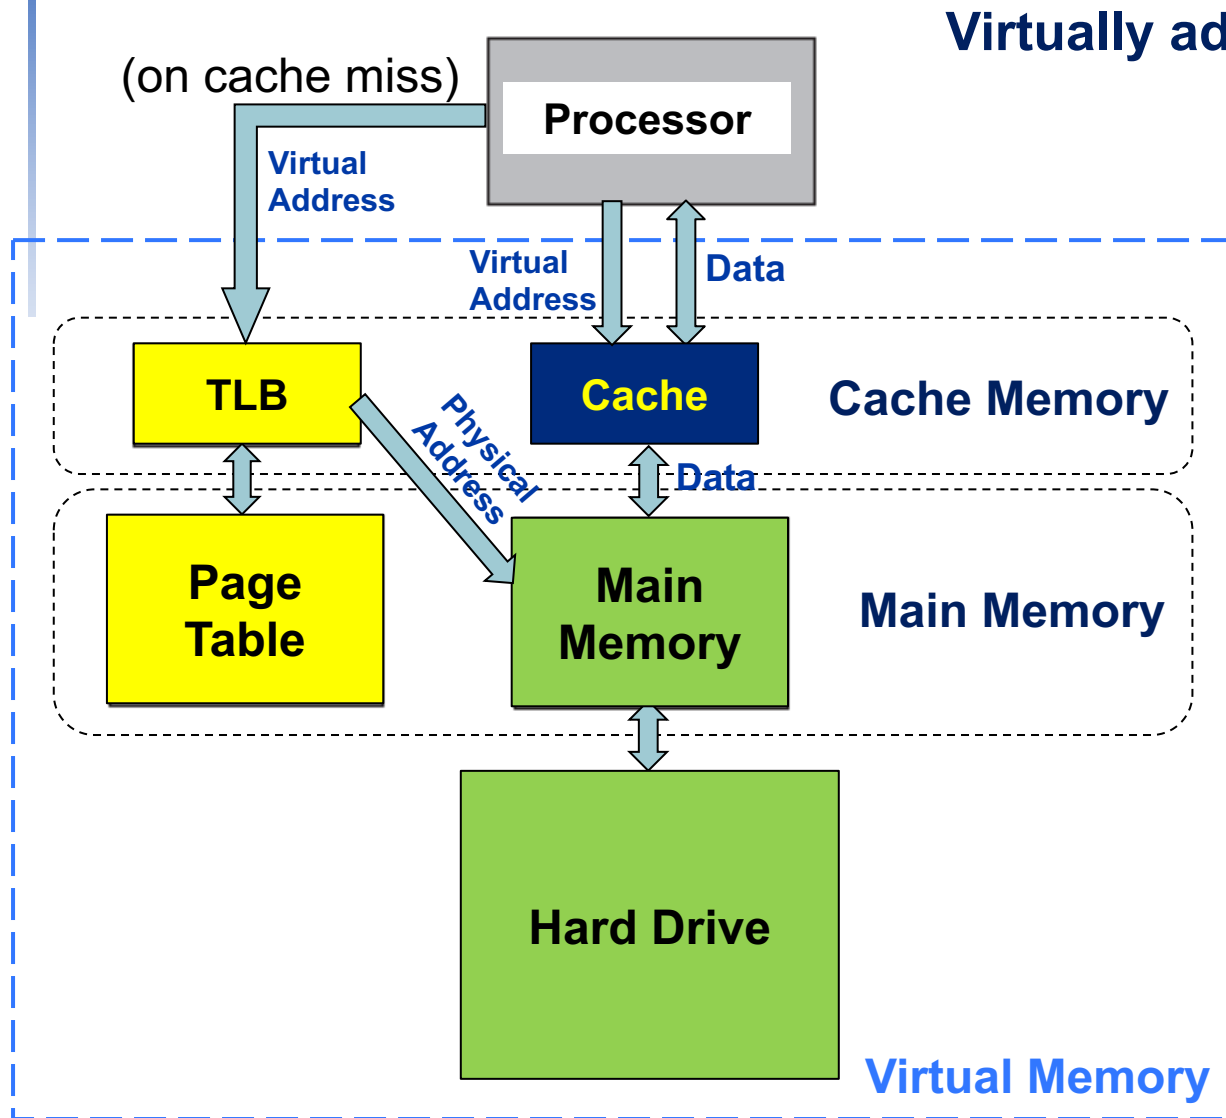 Virtually ad
(on cache miss)
Processor
Virtual
Address
Virtual
Address
Data
TLB
Cache
Cache Memory
Physical
Address
Data
Page
Table
Main
Memory
Main Memory
Hard Drive
Virtual Memory